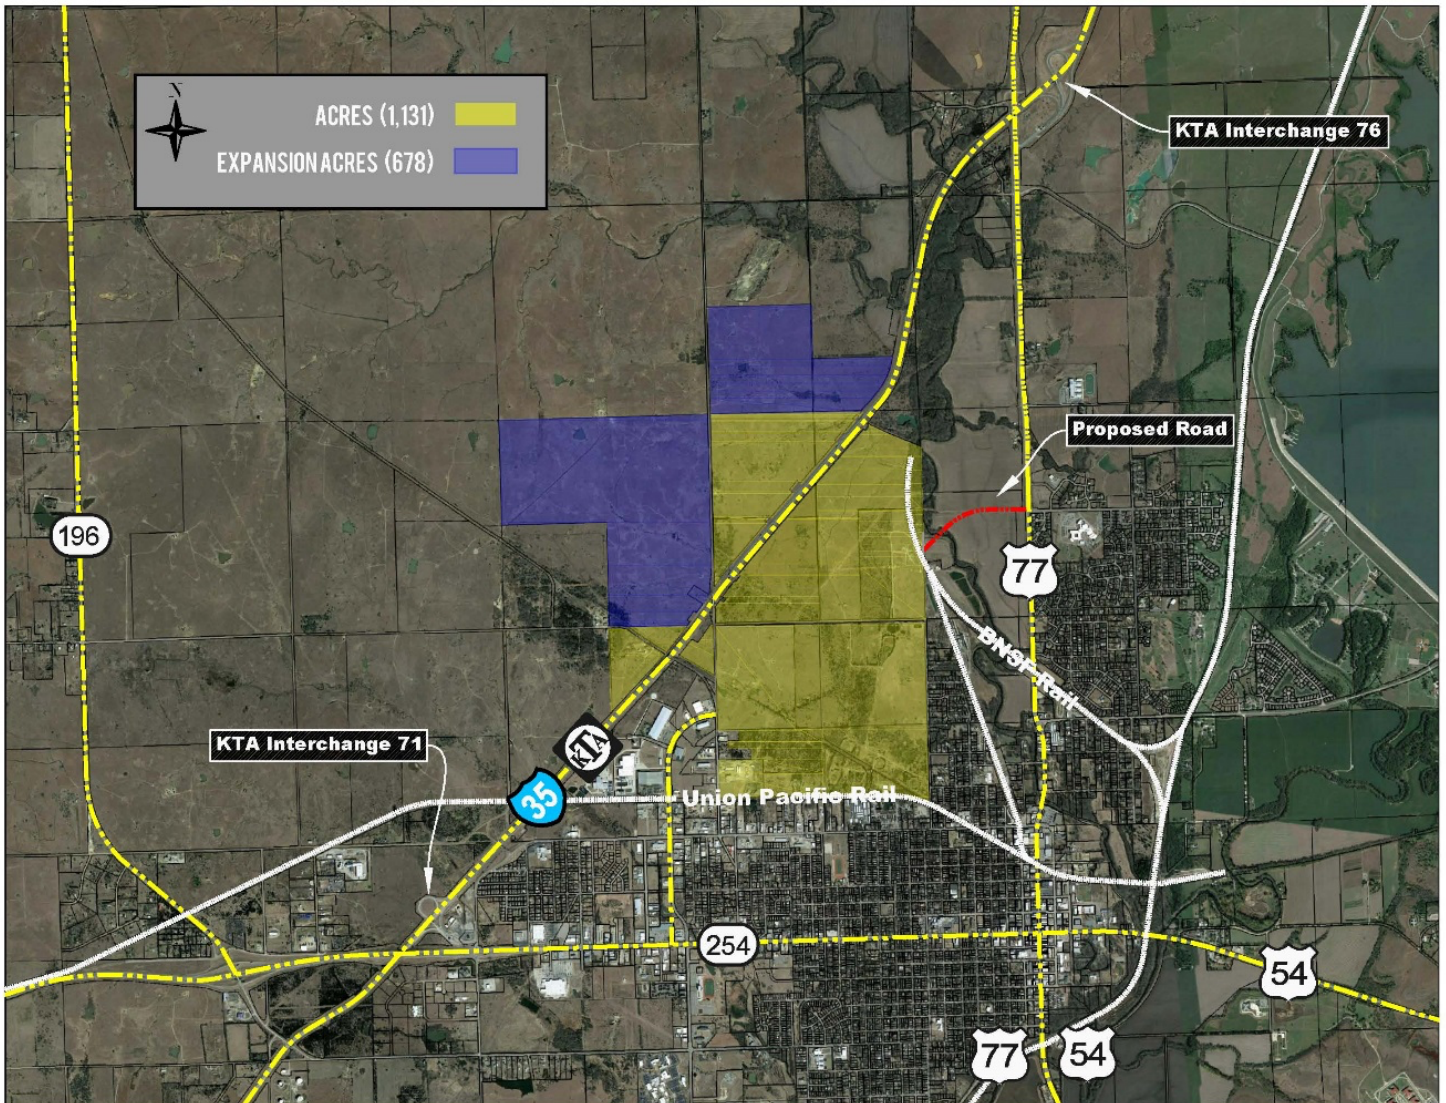 N
ACRES (1,131)
EXPANSION ACRES (678)
KTA Interchange 76
Proposed Road
196
77
BNSF Rail
KTA Interchange 71
KTA
35
Union Pacific Rail
254
54
77
54